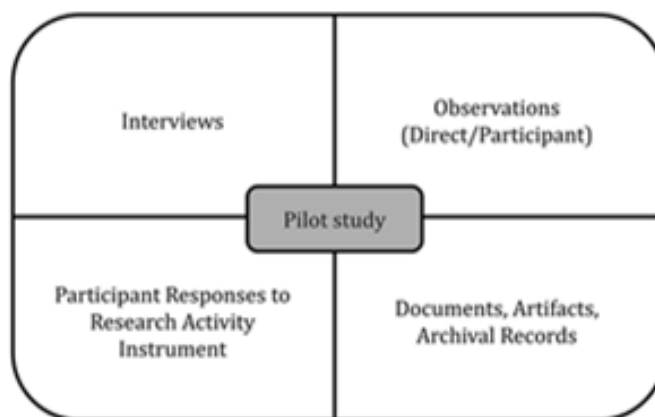 Interviews
Observations
(Direct/Participant)
Pilot study
Participant Responses to
Research Activity
Instrument
Documents, Artifacts,
Archival Records